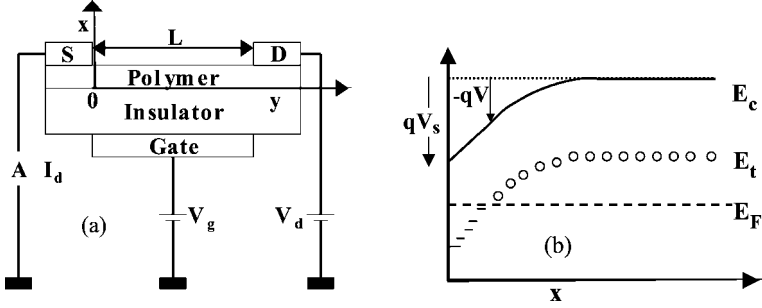 x
S L D
Polymer
0 y
Insulator
Gate
A I_d
V_g V_d
(a)
-qV
qV_s
E_c
E_t
E_F
(b)
x